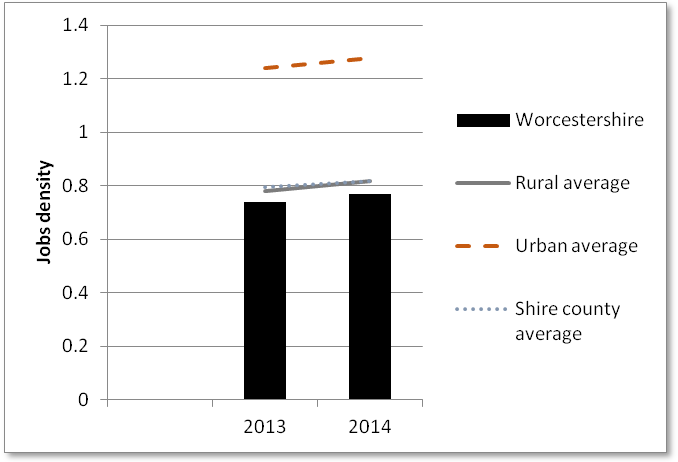 1.4
1.2
1
0.8
0.6
0.4
0.2
0
Jobs density
2013 2014
Worcestershire
Rural average
Urban average
Shire county
average